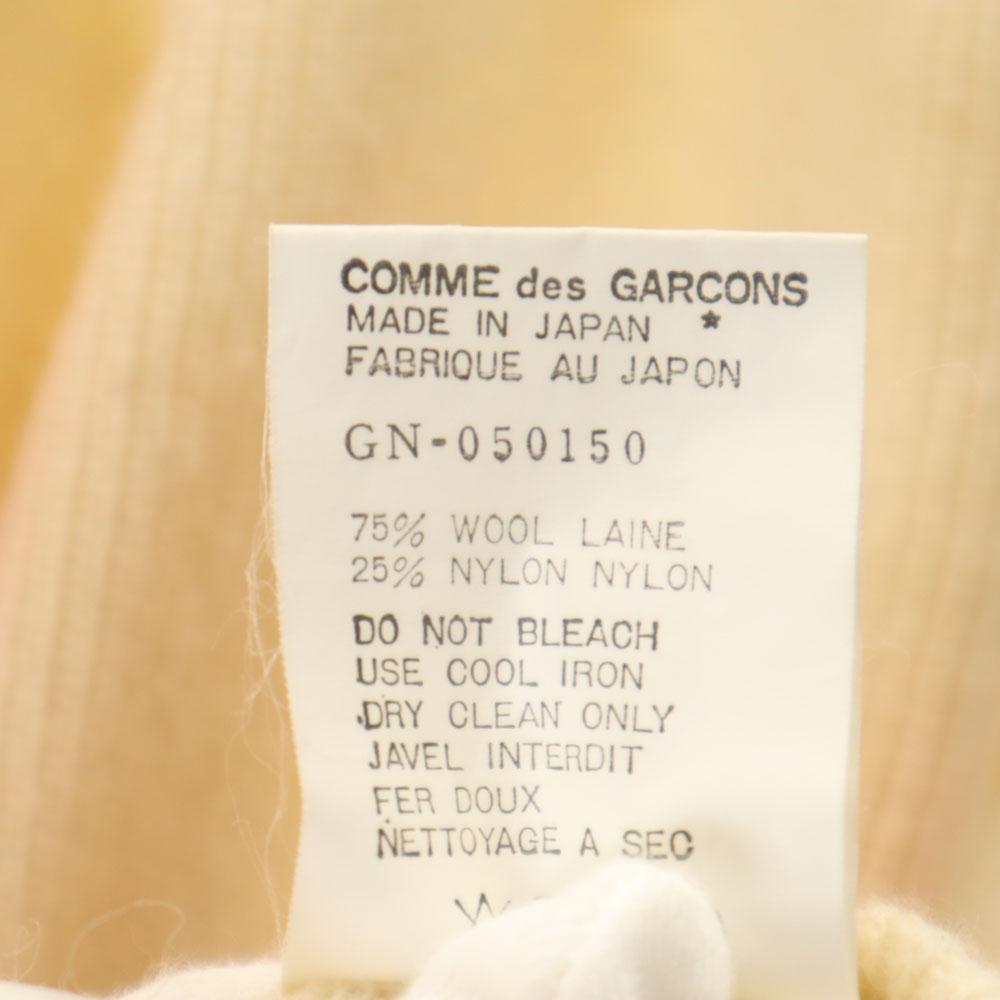 COMME des GARCONS
*
MADE IN JAPAN
FABRIQUE AU JAPON
GN-050150
75% WOOL LAINE
25% NYLON NYLON
DO NOT BLEACH
USE COOL IRON
DRY CLEAN ONLY
JAVEL INTERDIT
FER DOUX
NETTOYAGE A SEC